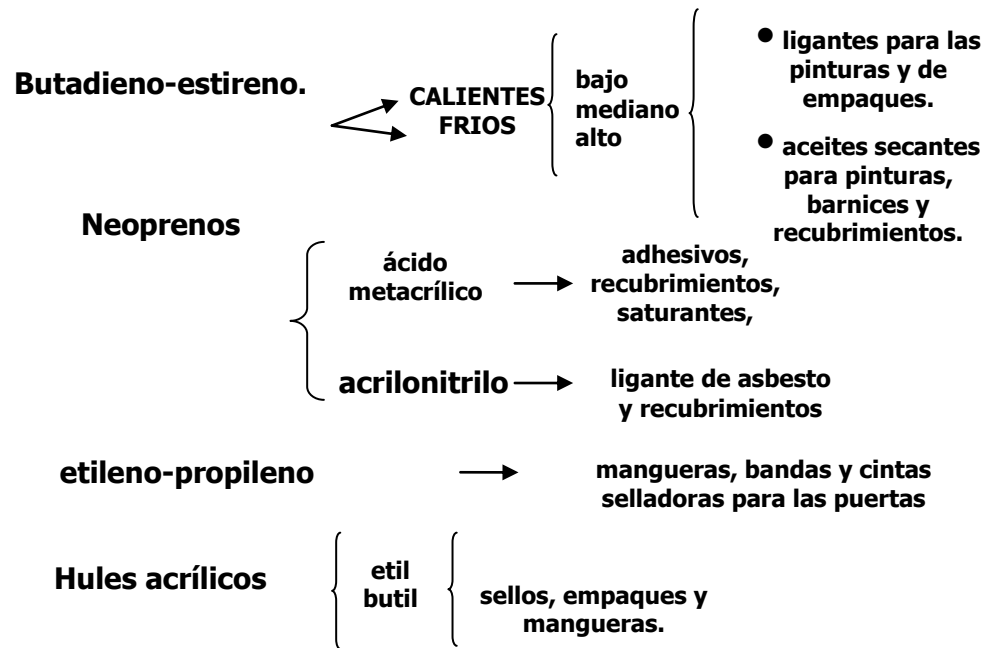 Butadieno-estireno.
CALIENTES
FRIOS
bajo
mediano
alto
• ligantes para las
pinturas y de
empaques.
• aceites secantes
para pinturas,
barnices y
recubrimientos.
Neoprenos
ácido
metacrílico
adhesivos,
recubrimientos,
saturantes,
acrilonitrilo
ligante de asbesto
y recubrimientos
etileno-propileno
mangueras, bandas y cintas
selladoras para las puertas
Hules acrílicos
etil
butil
sellos, empaques y
mangueras.